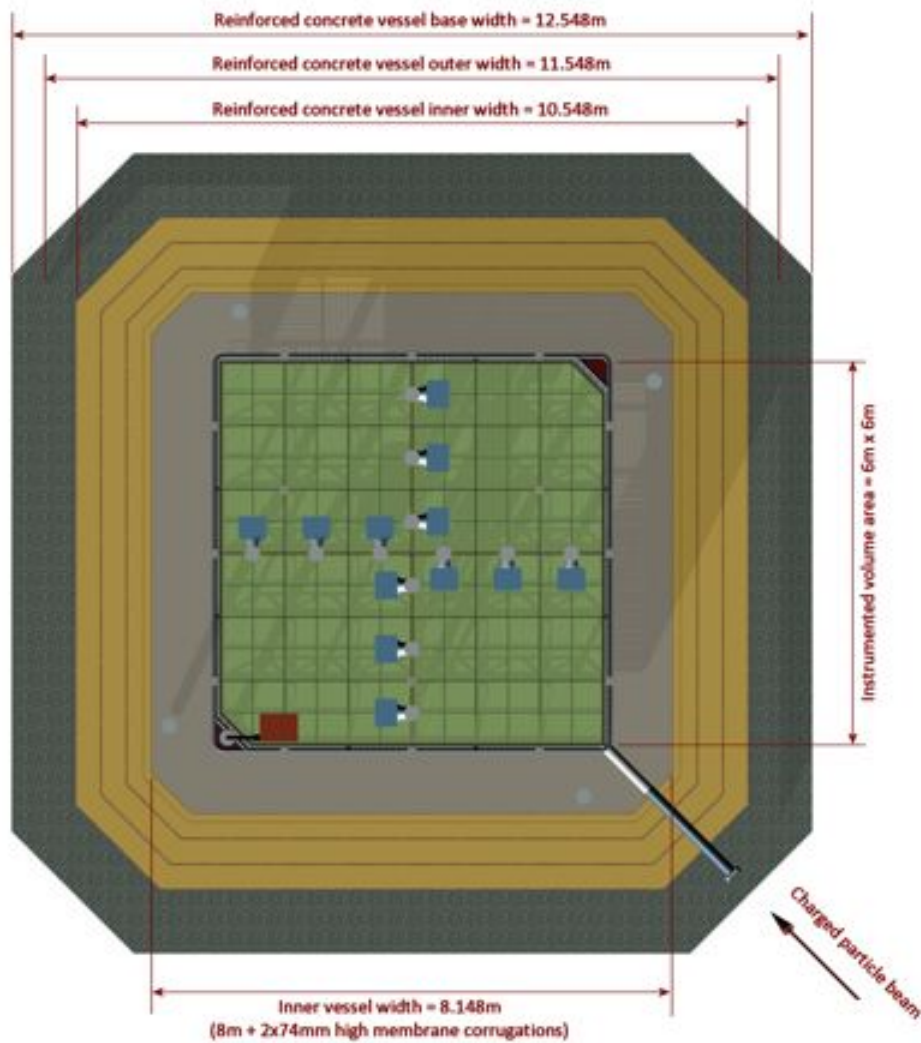 Reinforced concrete vessel base width = 12.548m
Reinforced concrete vessel outer width = 11.548m
Reinforced concrete vessel inner width = 10.548m
Instrumented volume area = 6m x 6m
Charged particle beam
Inner vessel width = 8.148m
(8m + 2x74mm high membrane corrugations)